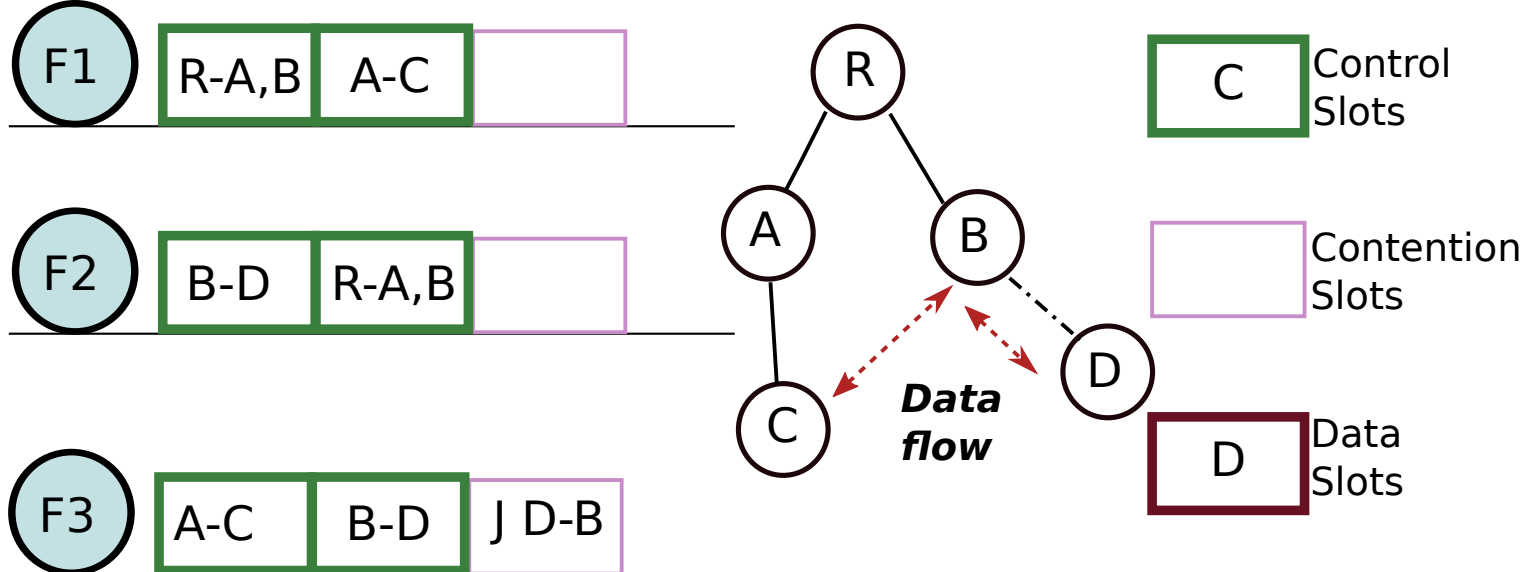 F1
R-A,B
A-C
F2
B-D
R-A,B
F3
A-C
B-D
J D-B
R
A
B
C
D
Data
flow
C
Control
Slots
Contention
Slots
D
Data
Slots